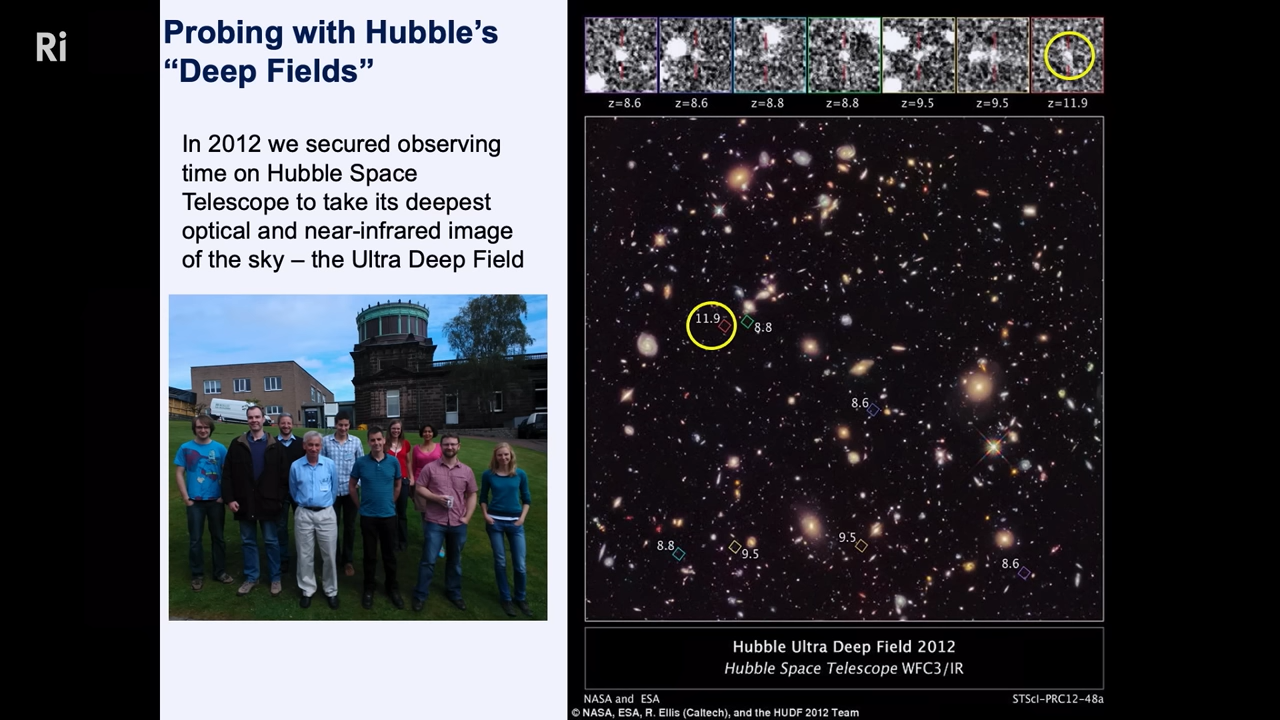 Ri
Probing with Hubble’s
“Deep Fields”
In 2012 we secured observing
time on Hubble Space
Telescope to take its deepest
optical and near-infrared image
of the sky – the Ultra Deep Field
z=8.6
z=8.6
z=8.8
z=8.8
z=9.5
z=9.5
z=11.9
11.9
8.8
8.6
8.8
9.5
9.5
8.6
Hubble Ultra Deep Field 2012
Hubble Space Telescope WFC3/IR
NASA and ESA
STScI-PRC12-48a
© NASA, ESA, R. Ellis (Caltech), and the HUDF 2012 Team